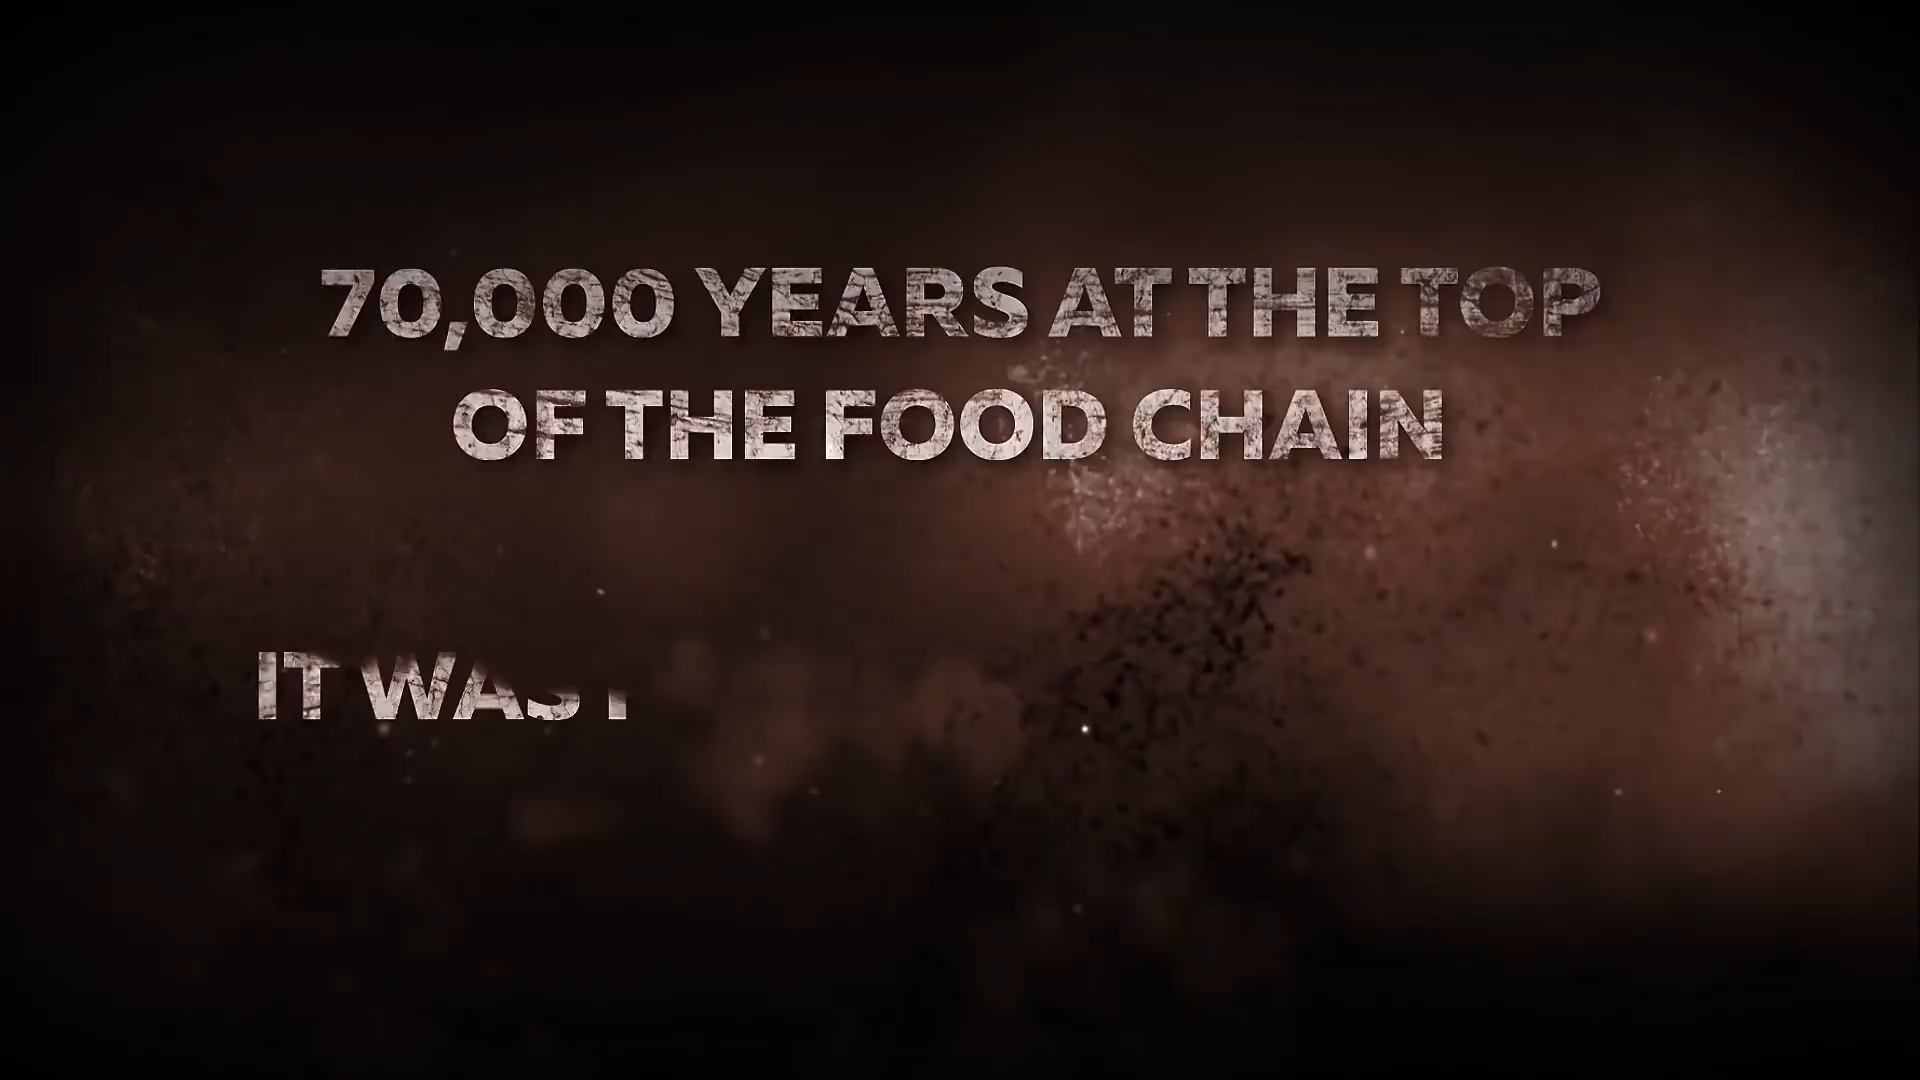 70,000 YEARS AT THE TOP
OF THE FOOD CHAIN
IT WAS